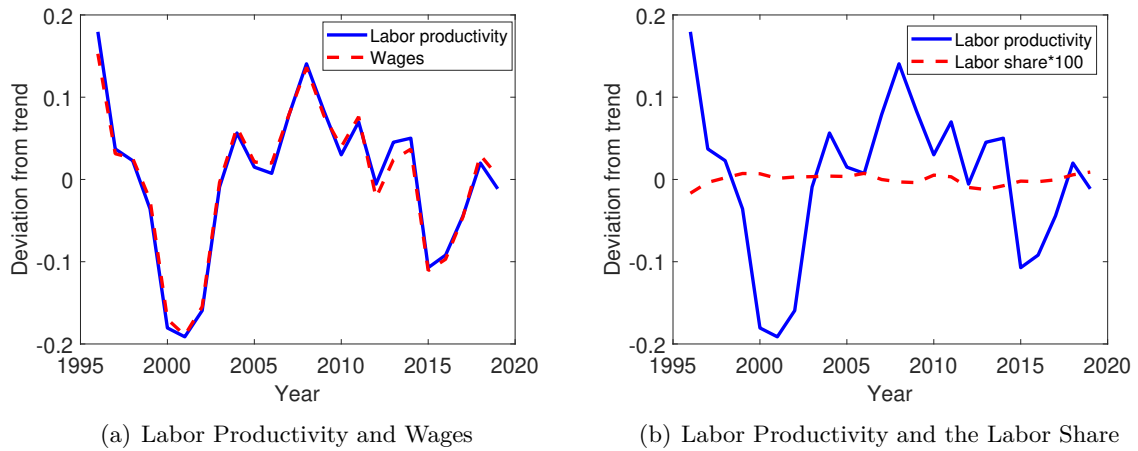 0.2
0.1
0
-0.1
-0.2
Deviation from trend
Labor productivity
Wages
1995 2000 2005 2010 2015 2020
Year
(a) Labor Productivity and Wages
0.2
0.1
0
-0.1
-0.2
Deviation from trend
Labor productivity
Labor share*100
1995 2000 2005 2010 2015 2020
Year
(b) Labor Productivity and the Labor Share